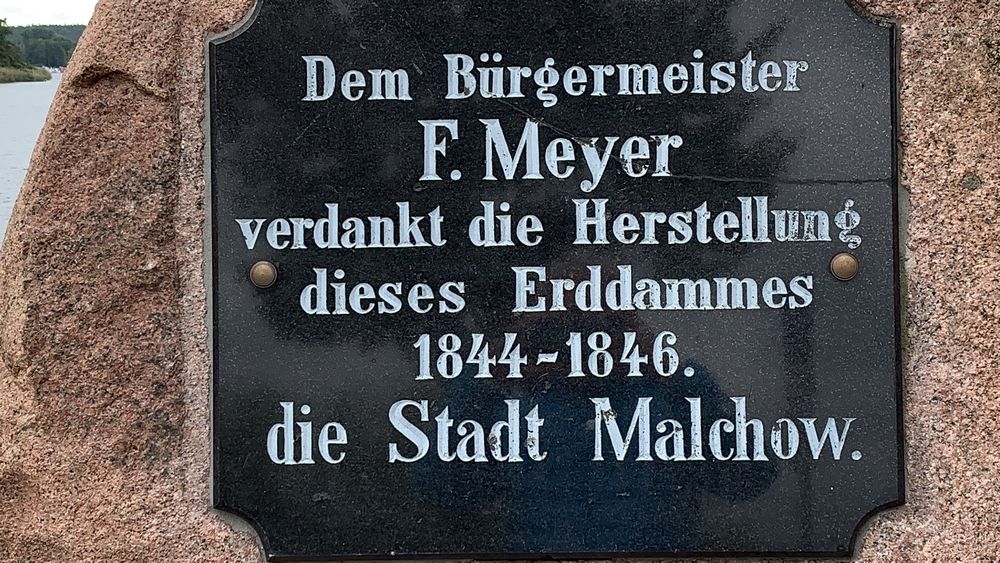 Dem Bürgermeister
F. Meyer
verdankt die Herstellung
dieses Erddammes
1844-1846.
die Stadt Malchow.